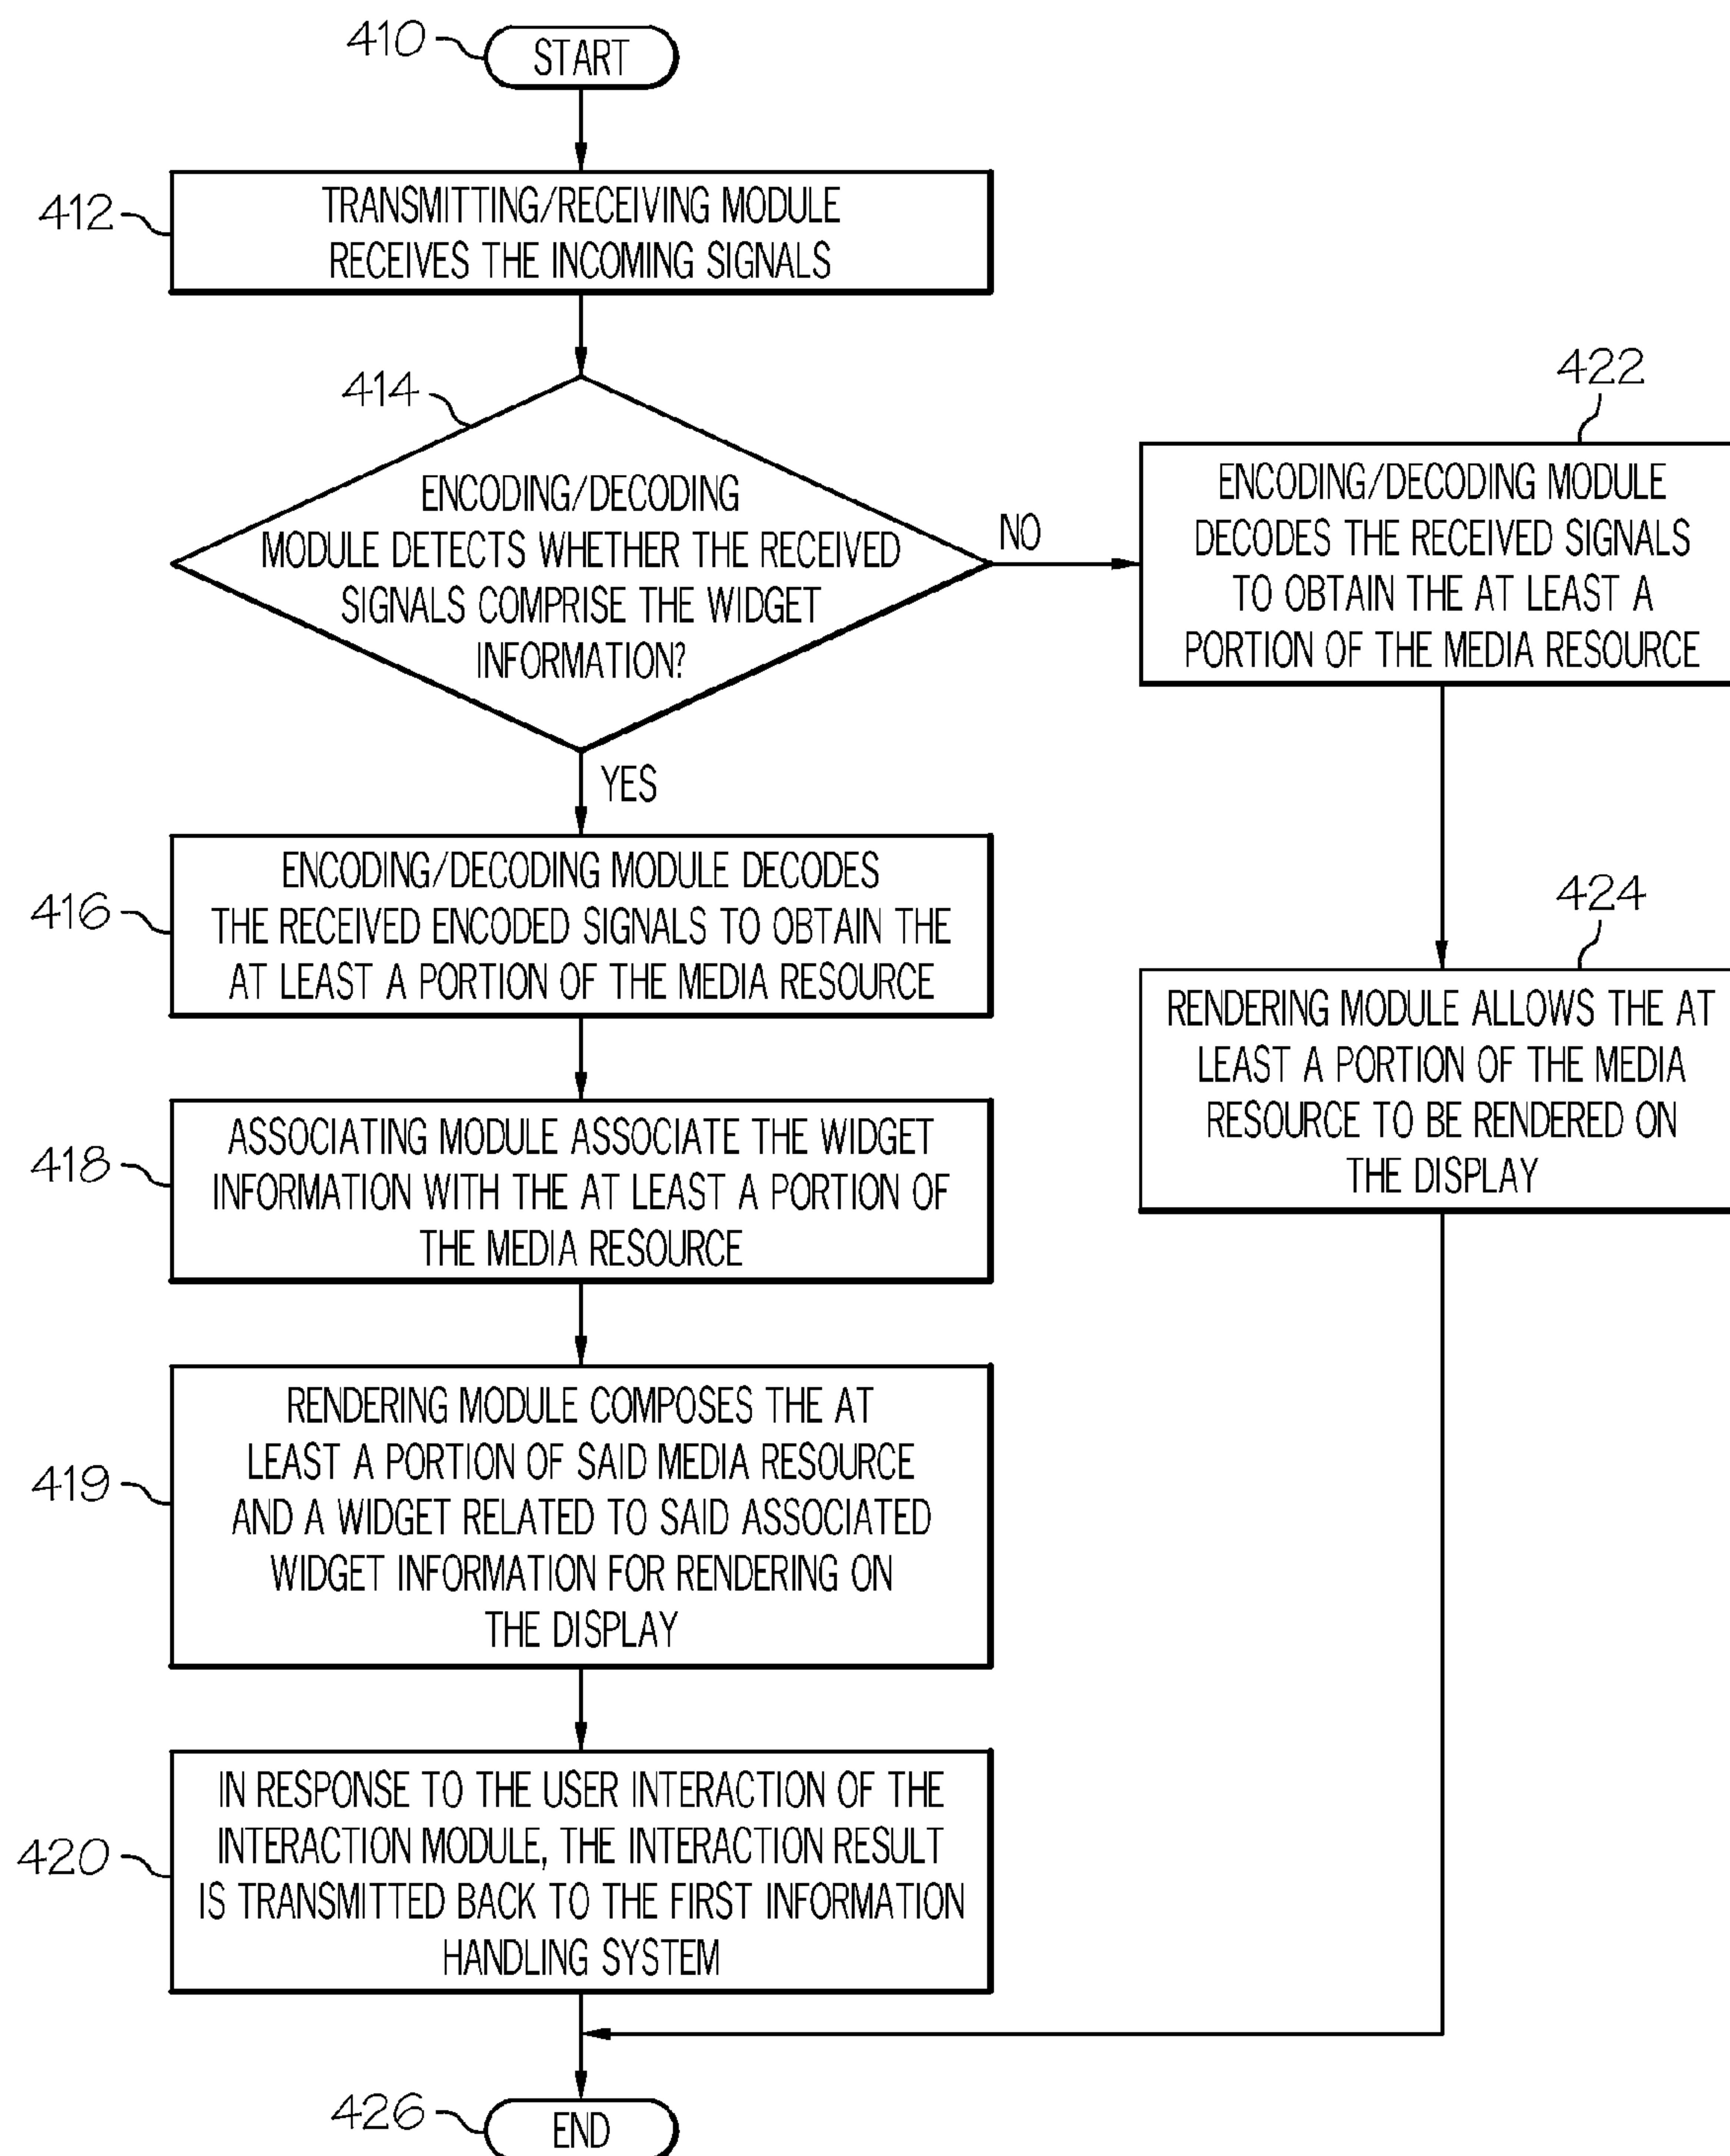 410
START
412
TRANSMITTING/RECEIVING MODULE
RECEIVES THE INCOMING SIGNALS
414
ENCODING/DECODING
MODULE DETECTS WHETHER THE RECEIVED
SIGNALS COMPRISE THE WIDGET
INFORMATION?
NO
422
ENCODING/DECODING MODULE
DECODES THE RECEIVED SIGNALS
TO OBTAIN THE AT LEAST A
PORTION OF THE MEDIA RESOURCE
YES
416
ENCODING/DECODING MODULE DECODES
THE RECEIVED ENCODED SIGNALS TO OBTAIN THE
AT LEAST A PORTION OF THE MEDIA RESOURCE
424
RENDERING MODULE ALLOWS THE AT
LEAST A PORTION OF THE MEDIA
RESOURCE TO BE RENDERED ON
THE DISPLAY
418
ASSOCIATING MODULE ASSOCIATE THE WIDGET
INFORMATION WITH THE AT LEAST A PORTION OF
THE MEDIA RESOURCE
419
RENDERING MODULE COMPOSES THE AT
LEAST A PORTION OF SAID MEDIA RESOURCE
AND A WIDGET RELATED TO SAID ASSOCIATED
WIDGET INFORMATION FOR RENDERING ON
THE DISPLAY
420
IN RESPONSE TO THE USER INTERACTION OF THE
INTERACTION MODULE, THE INTERACTION RESULT
IS TRANSMITTED BACK TO THE FIRST INFORMATION
HANDLING SYSTEM
426
END